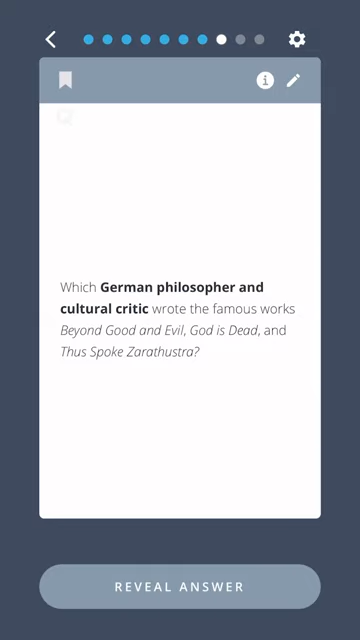 Which German philosopher and
cultural critic wrote the famous works
Beyond Good and Evil, God is Dead, and
Thus Spoke Zarathustra?
REVEAL ANSWER